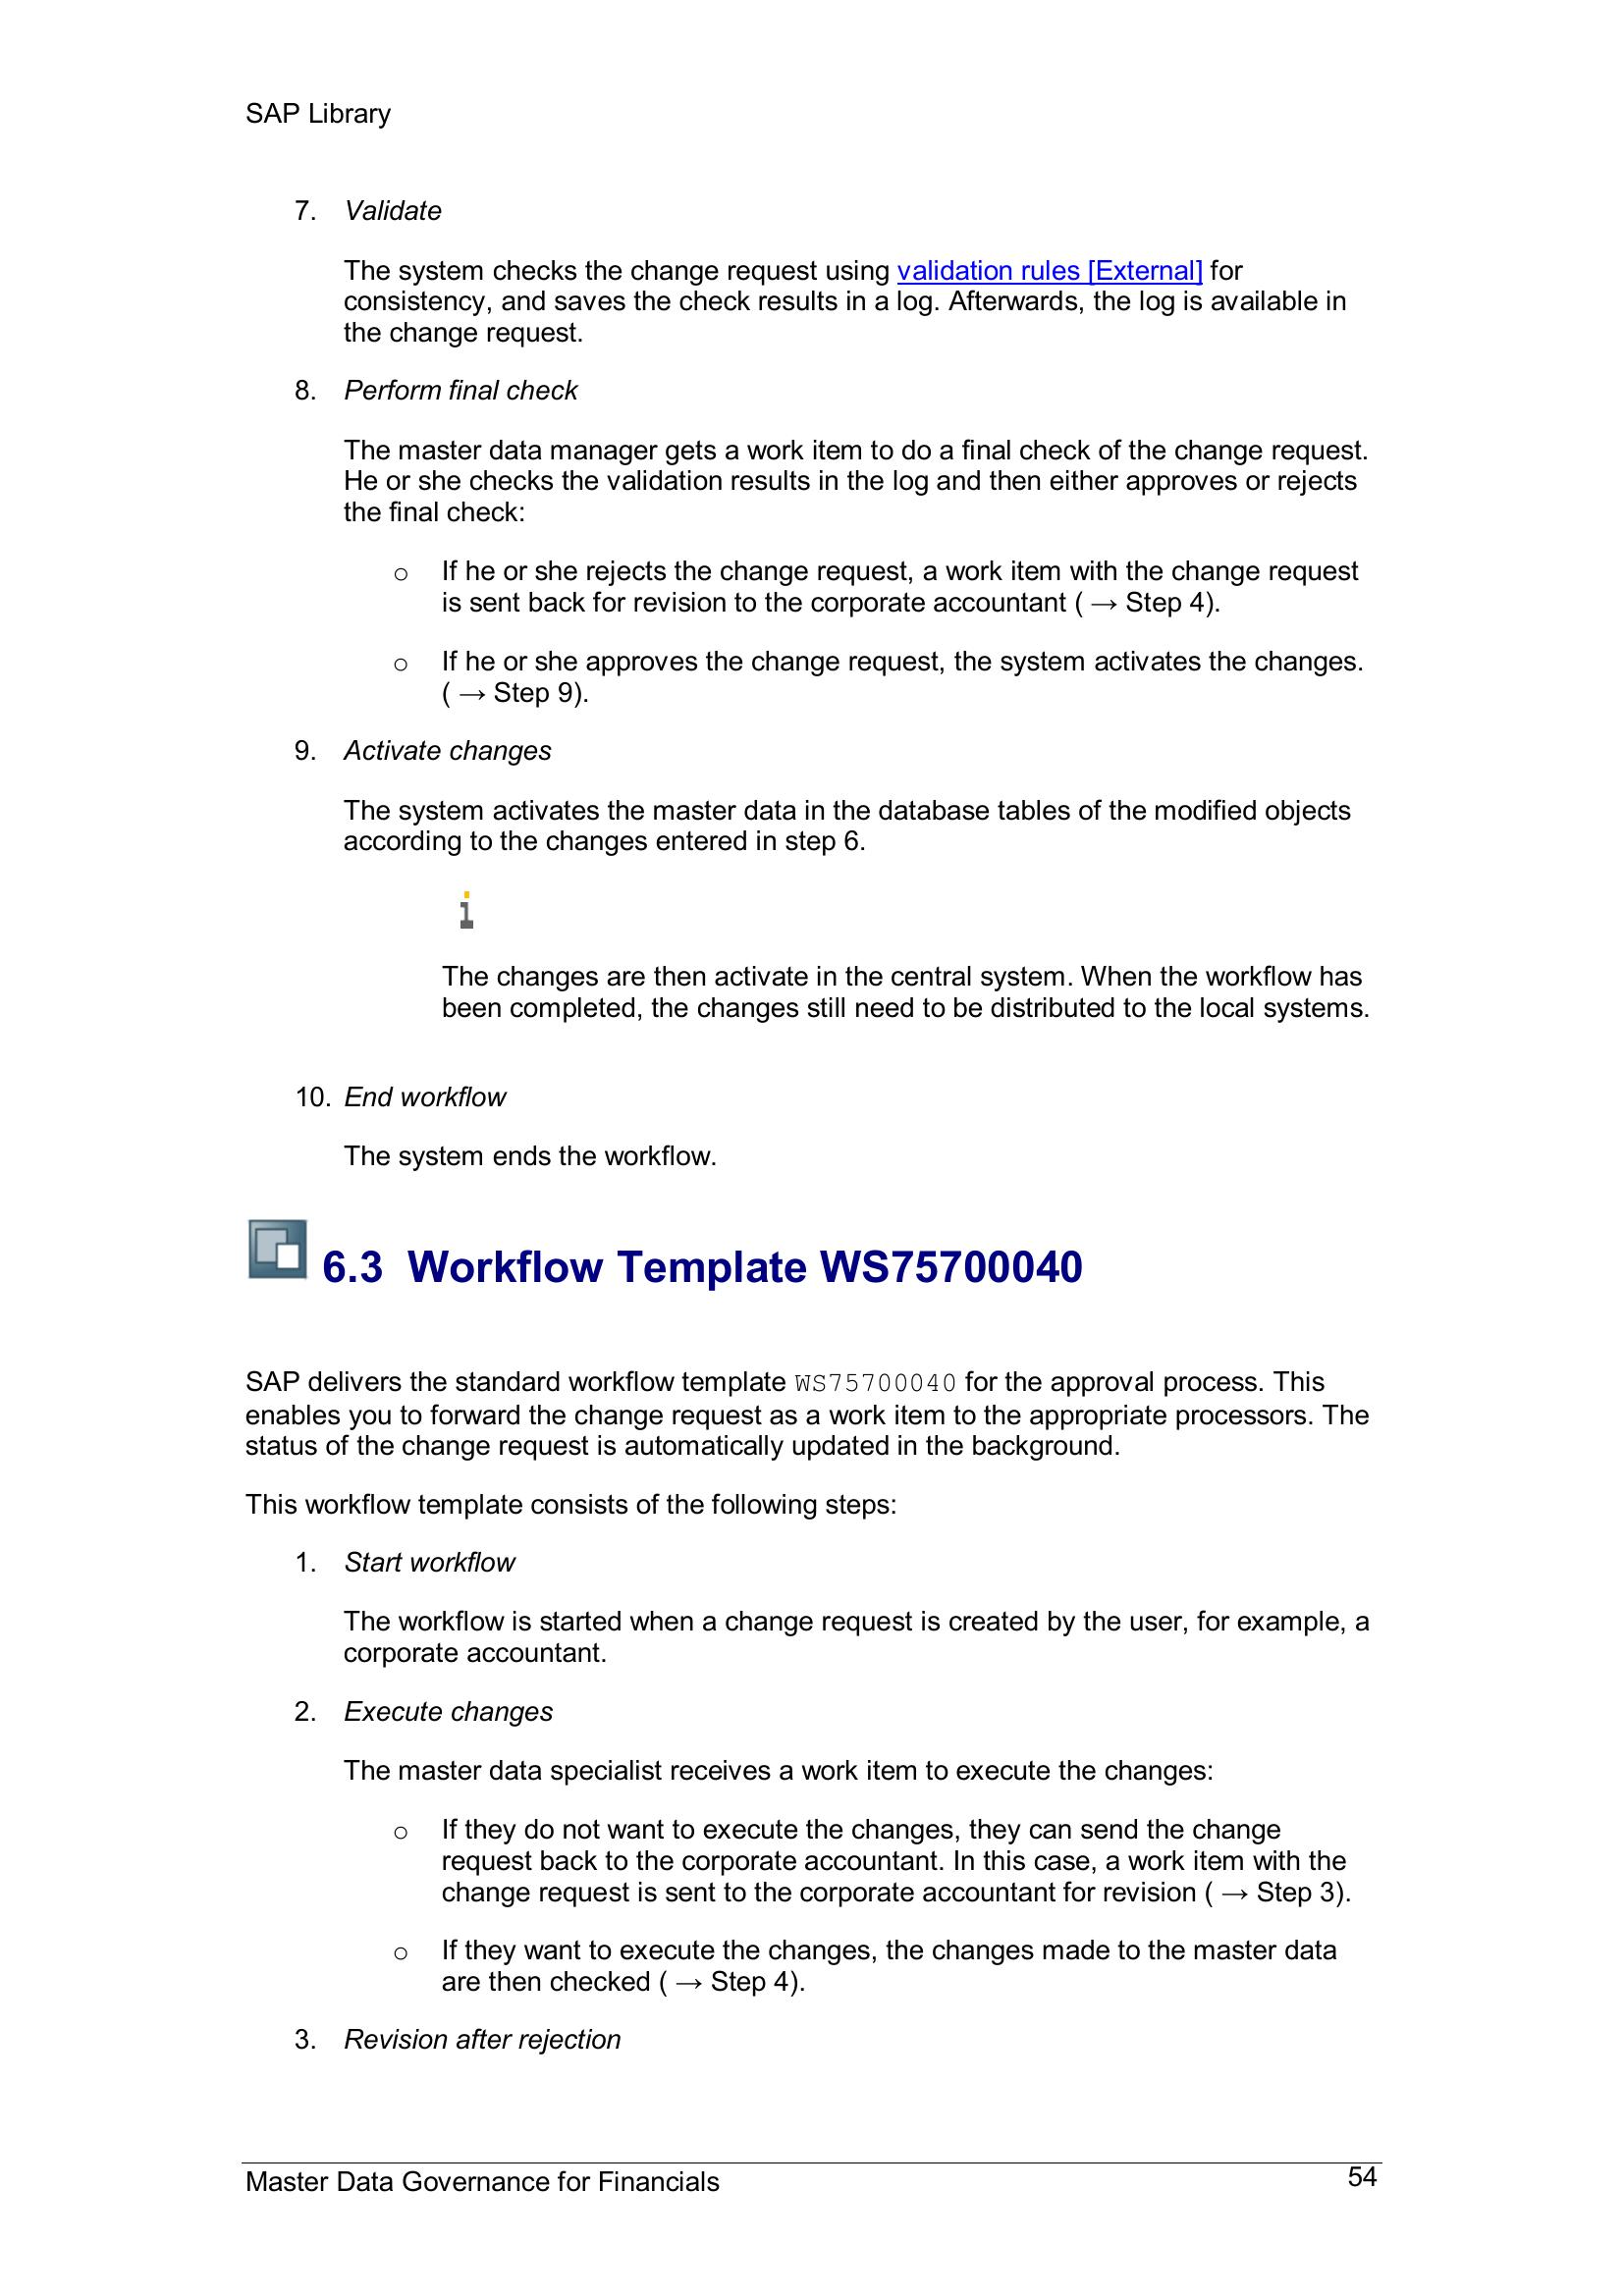 SAP Library
7. Validate
The system checks the change request using validation rules [External] for
consistency, and saves the check results in a log. Afterwards, the log is available in
the change request.
8. Perform final check
The master data manager gets a work item to do a final check of the change request.
He or she checks the validation results in the log and then either approves or rejects
the final check:
o If he or she rejects the change request, a work item with the change request
is sent back for revision to the corporate accountant ( → Step 4).
o If he or she approves the change request, the system activates the changes.
( → Step 9).
9. Activate changes
The system activates the master data in the database tables of the modified objects
according to the changes entered in step 6.
The changes are then activate in the central system. When the workflow has
been completed, the changes still need to be distributed to the local systems.
10. End workflow
The system ends the workflow.
6.3 Workflow Template WS75700040
SAP delivers the standard workflow template WS75700040 for the approval process. This
enables you to forward the change request as a work item to the appropriate processors. The
status of the change request is automatically updated in the background.
This workflow template consists of the following steps:
1. Start workflow
The workflow is started when a change request is created by the user, for example, a
corporate accountant.
2. Execute changes
The master data specialist receives a work item to execute the changes:
o If they do not want to execute the changes, they can send the change
request back to the corporate accountant. In this case, a work item with the
change request is sent to the corporate accountant for revision ( → Step 3).
o If they want to execute the changes, the changes made to the master data
are then checked ( → Step 4).
3. Revision after rejection
Master Data Governance for Financials 54